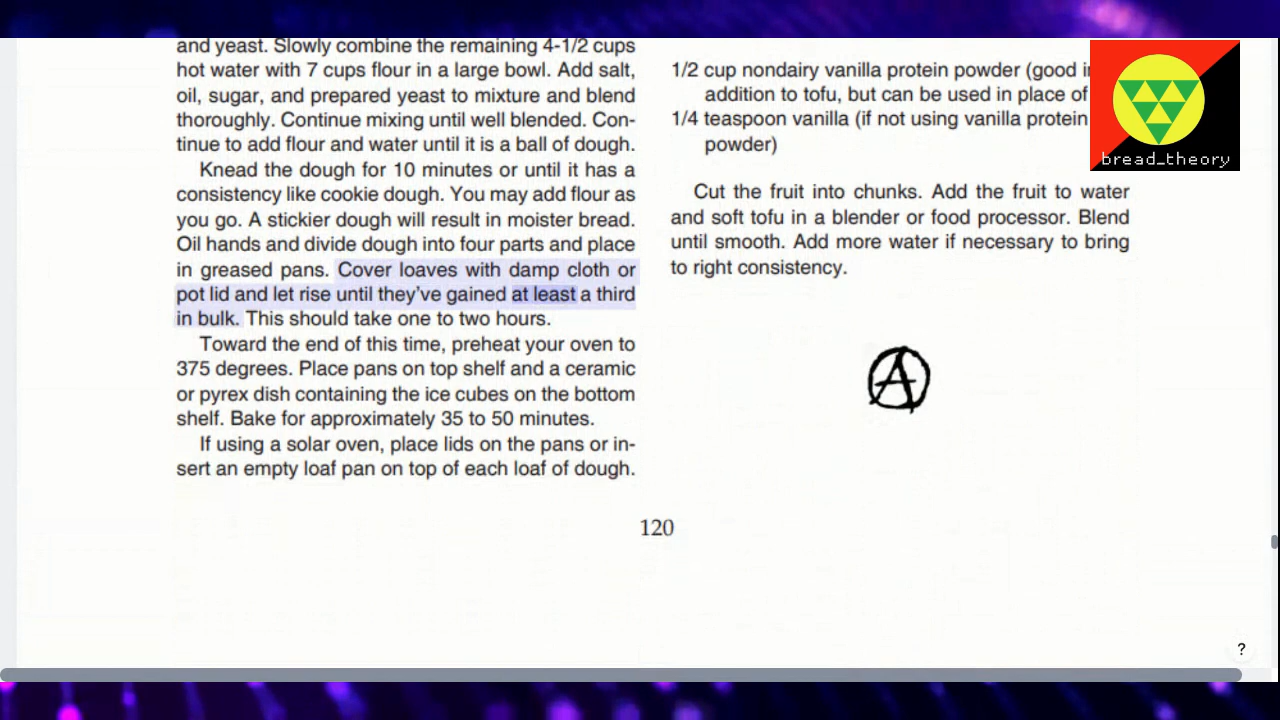 and yeast. Slowly combine the remaining 4-1/2 cups
hot water with 7 cups flour in a large bowl. Add salt,
oil, sugar, and prepared yeast to mixture and blend
thoroughly. Continue mixing until well blended. Con-
tinue to add flour and water until it is a ball of dough.
Knead the dough for 10 minutes or until it has a
consistency like cookie dough. You may add flour as
you go. A stickier dough will result in moister bread.
Oil hands and divide dough into four parts and place
in greased pans. Cover loaves with damp cloth or
pot lid and let rise until they've gained at least a third
in bulk. This should take one to two hours.
Toward the end of this time, preheat your oven to
375 degrees. Place pans on top shelf and a ceramic
or pyrex dish containing the ice cubes on the bottom
shelf. Bake for approximately 35 to 50 minutes.
If using a solar oven, place lids on the pans or in-
sert an empty loaf pan on top of each loaf of dough.
1/2 cup nondairy vanilla protein powder (good
addition to tofu, but can be used in place of
1/4 teaspoon vanilla (if not using vanilla protein
powder)
Cut the fruit into chunks. Add the fruit to water
and soft tofu in a blender or food processor. Blend
until smooth. Add more water if necessary to bring
to right consistency.
A
120
bread_theory
?